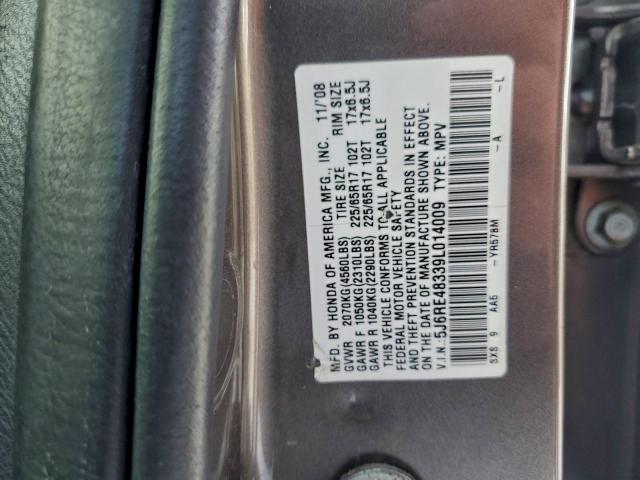 MFD. BY HONDA OF AMERICA MFG., INC. 11/'08
GVWR 2070KG(4560LBS) TIRE SIZE RIM SIZE
GAWR F 1050KG(2310LBS) 225/65R17 102T 17x6.5J
GAWR R 1040KG(2290LBS) 225/65R17 102T 17x6.5J
THIS VEHICLE CONFORMS TO ALL APPLICABLE
FEDERAL MOTOR VEHICLE SAFETY
AND THEFT PREVENTION STANDARDS IN EFFECT
ON THE DATE OF MANUFACTURE SHOWN ABOVE.
V.I.N.: 5J6RE48339L014009 TYPE: MPV
SXS 9 AA5 -YR578M -A -L